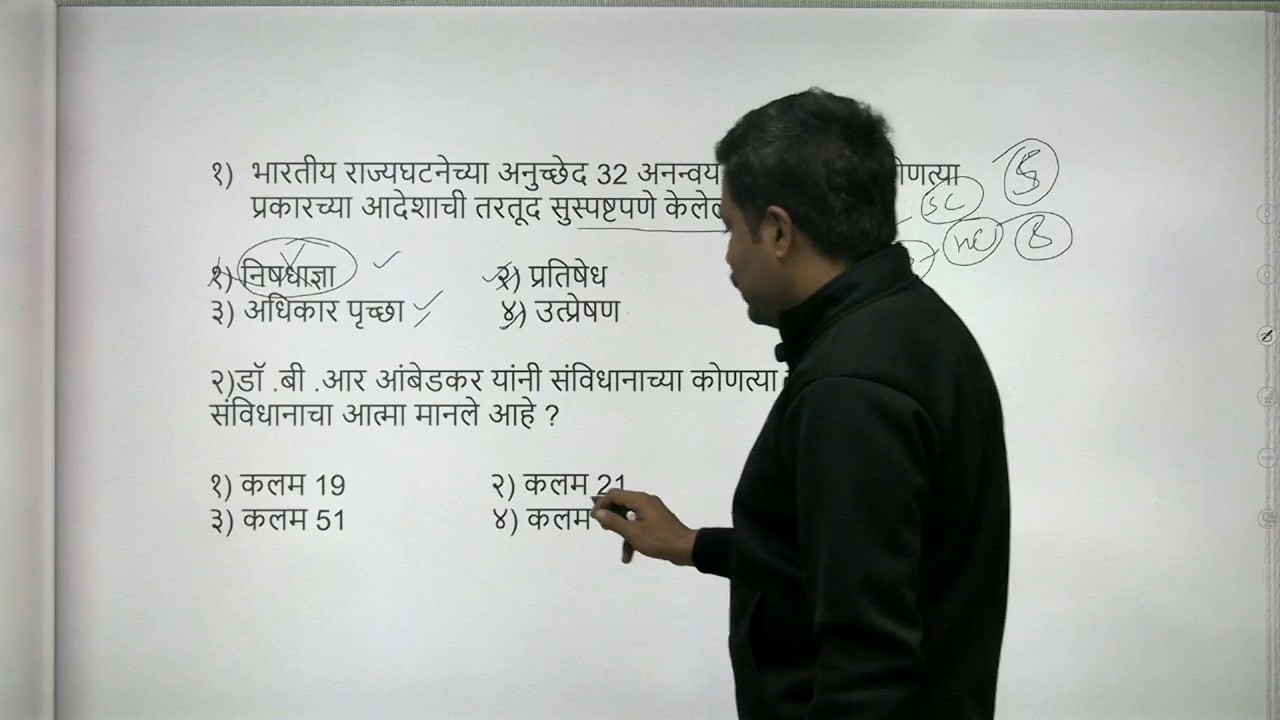 १) भारतीय राज्यघटनेच्या अनुच्छेद 32 अनन्वय
प्रकारच्या आदेशाची तरतूद सुस्पष्टपणे
SC
१) निषधाज्ञा २) प्रतिषेध
३) अधिकार पृच्छा ४) उत्प्रेषण
२)डॉ .बी .आर आंबेडकर यांनी संविधानाच्या कोणत्या
संविधानाचा आत्मा मानले आहे ?
१) कलम 19 २) कलम 21
३) कलम 51 ४) कलम